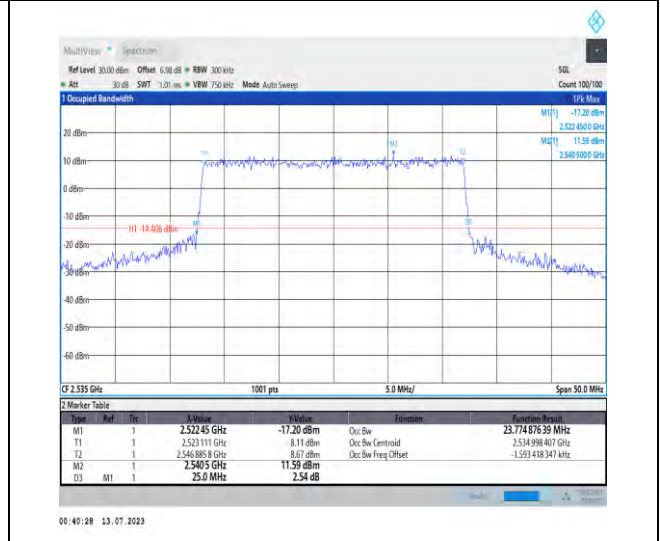 MultiView Spectrum
Ref Level 30.00 dBm Offset 6.98 dB RBW 300 kHz SGL
Att 30 dB SWT 1.01 ms VBW 750 kHz Mode Auto Sweep Count 100/100
1 Occupied Bandwidth 1Pk Max
M1[1] -17.20 dBm
2.522 4500 GHz
M2[1] 11.59 dBm
2.540 5000 GHz
20 dBm
M2
T2
10 dBm
0 dBm
-10 dBm
H1 -14.406 dBm
M1
D3
-20 dBm
-30 dBm
-40 dBm
-50 dBm
-60 dBm
CF 2.535 GHz 1001 pts 5.0 MHz/ Span 50.0 MHz
2 Marker Table
Type Ref Trc X-Value Y-Value Function Function Result
M1 1 2.52245 GHz -17.20 dBm Occ Bw 23.774 876 39 MHz
T1 1 2.523 111 GHz 8.11 dBm Occ Bw Centroid 2.534 998 407 GHz
T2 1 2.546 885 8 GHz 8.67 dBm Occ Bw Freq Offset -1.593 418 347 kHz
M2 1 2.5405 GHz 11.59 dBm
D3 M1 1 25.0 MHz 2.54 dB
00:40:28 13.07.2023